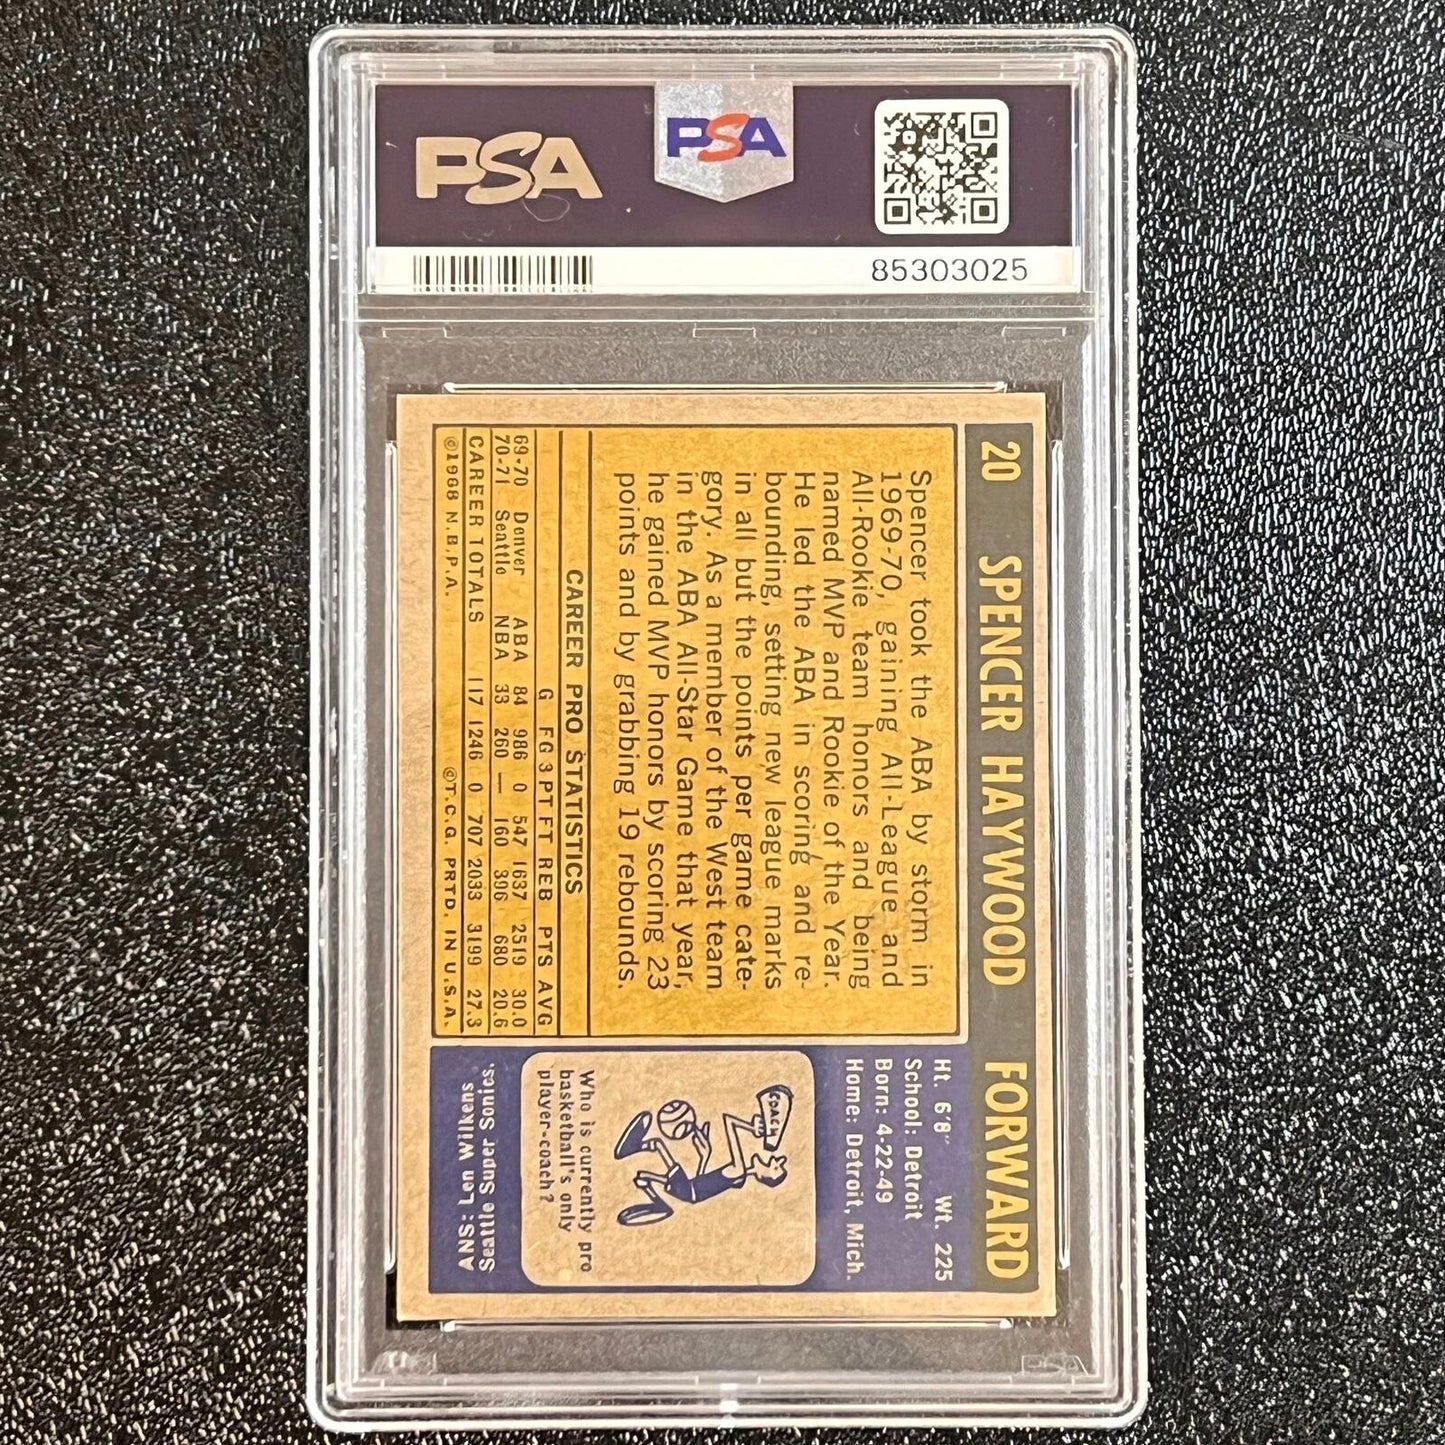 PSA
PSA
85303025
20 SPENCER HAYWOOD FORWARD
Spencer took the ABA by storm in
1969-70, gaining All-League and
All-Rookie team honors and being
named MVP and Rookie of the Year.
He led the ABA in scoring and re-
bounding, setting new league marks
in all but the points per game cate-
gory. As a member of the West team
in the ABA All-Star Game that year,
he gained MVP honors by scoring 23
points and by grabbing 19 rebounds.
CAREER PRO STATISTICS
G FG 3PT FT REB PTS AVG
69-70 Denver ABA 84 986 0 547 1637 2519 30.0
70-71 Seattle NBA 33 260 — 160 396 680 20.6
CAREER TOTALS 117 1246 0 707 2033 3199 27.3
©1968 N.B.P.A. ©T.C.G. PRTD. IN U.S.A.
Ht. 6'8" Wt. 225
School: Detroit
Born: 4-22-49
Home: Detroit, Mich.
COACH
Who is currently pro
basketball's only
player-coach?
ANS: Len Wilkens
Seattle Super Sonics.